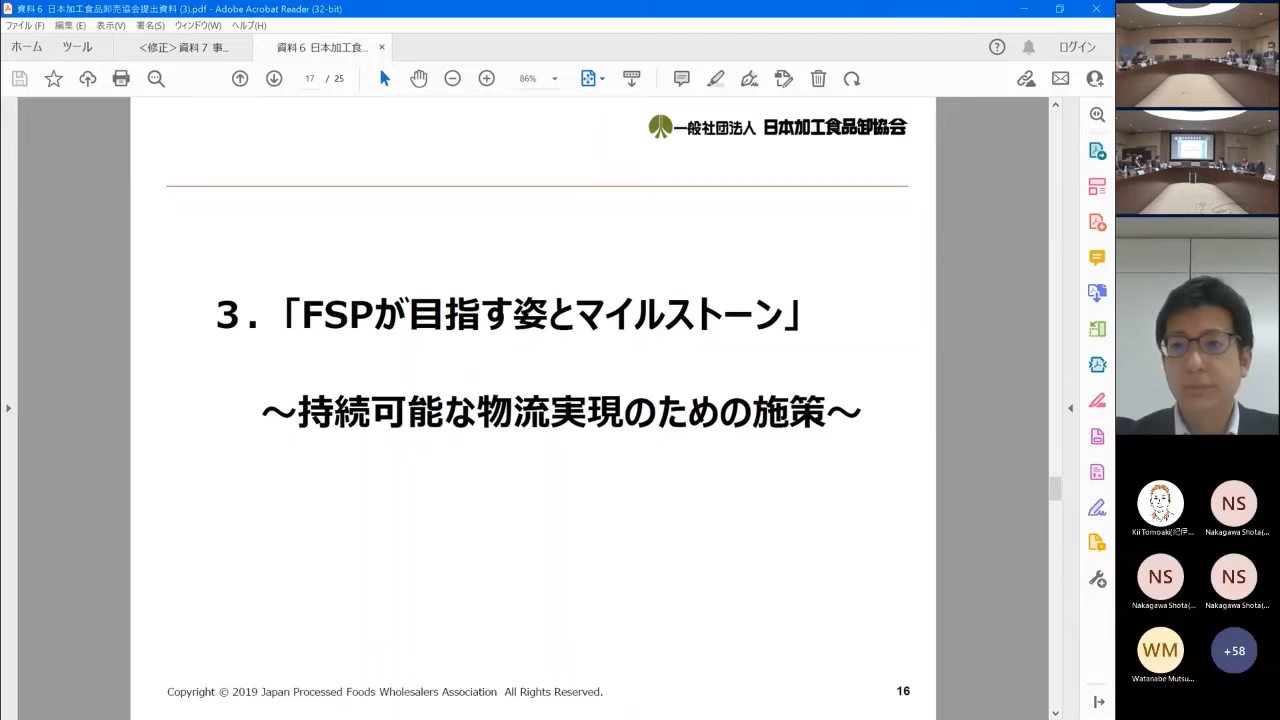 資料６ 日本加工食品卸売協会提出資料 (3).pdf - Adobe Acrobat Reader (32-bit)
ファイル(F) 編集(E) 表示(V) 署名(S) ウィンドウ(W) ヘルプ(H)
ホーム ツール ＜修正＞資料７ 事... 資料６ 日本加工食... ×
ログイン
17 / 25 86%
一般社団法人 日本加工食品卸協会
３．「FSPが目指す姿とマイルストーン」
～持続可能な物流実現のための施策～
Copyright © 2019 Japan Processed Foods Wholesalers Association All Rights Reserved.
16
NS
Kii Tomoaki(紀伊... Nakagawa Shota(...
NS NS
Nakagawa Shota(... Nakagawa Shota(...
WM +58
Watanabe Mutsu...